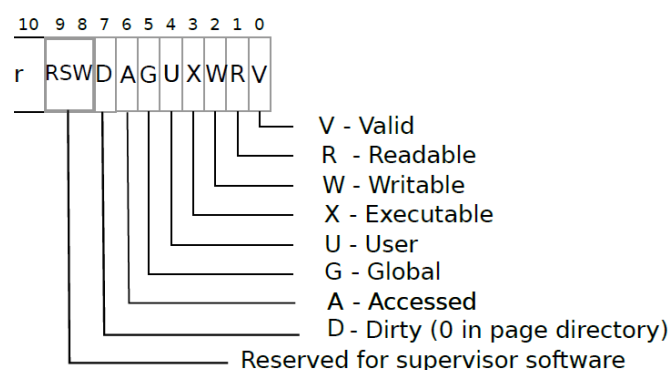 10 9 8 7 6 5 4 3 2 1 0
r RSW D A G U X W R V
V - Valid
R - Readable
W - Writable
X - Executable
U - User
G - Global
A - Accessed
D - Dirty (0 in page directory)
Reserved for supervisor software